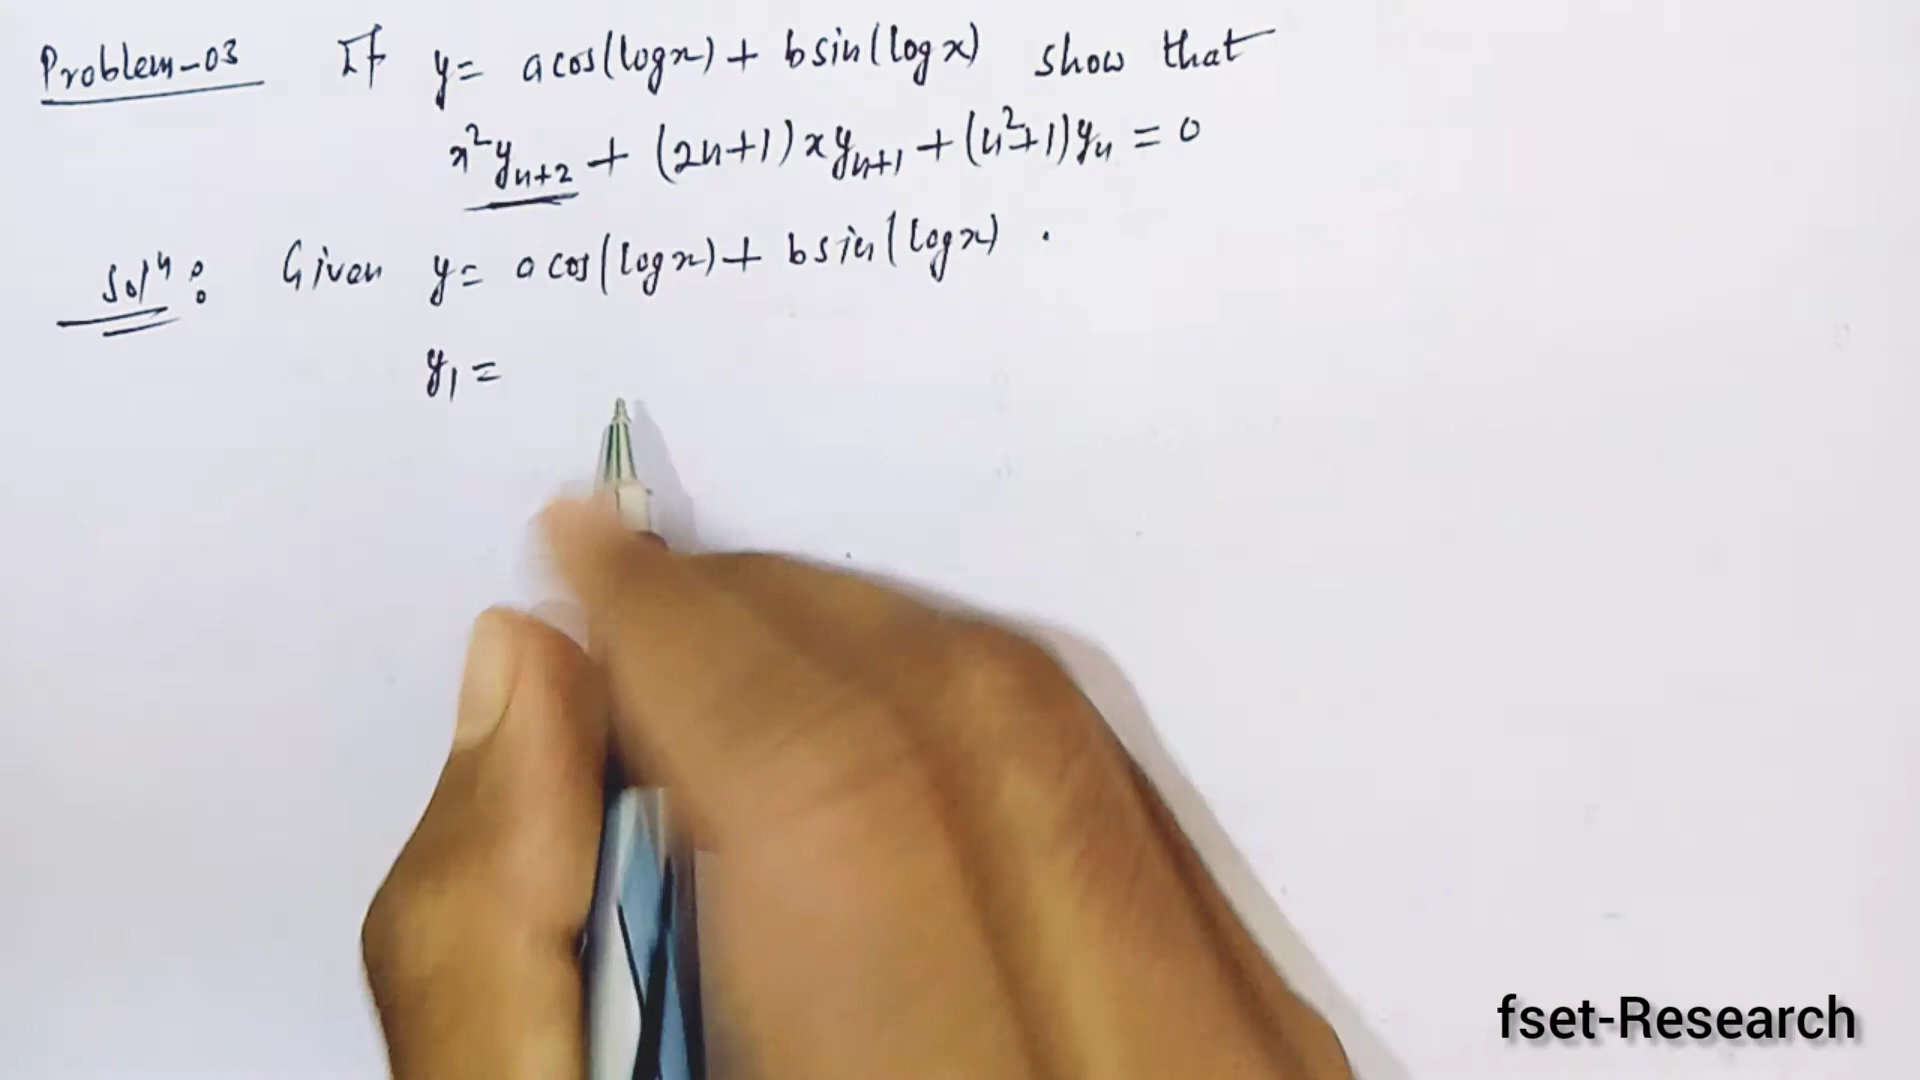 Problem-03 If y = a cos(log x) + b sin(log x) show that
x²yₙ₊₂ + (2n+1)xyₙ₊₁ + (n²+1)yₙ = 0
Solⁿ: Given y = a cos(log x) + b sin(log x).
y₁ =
fset-Research